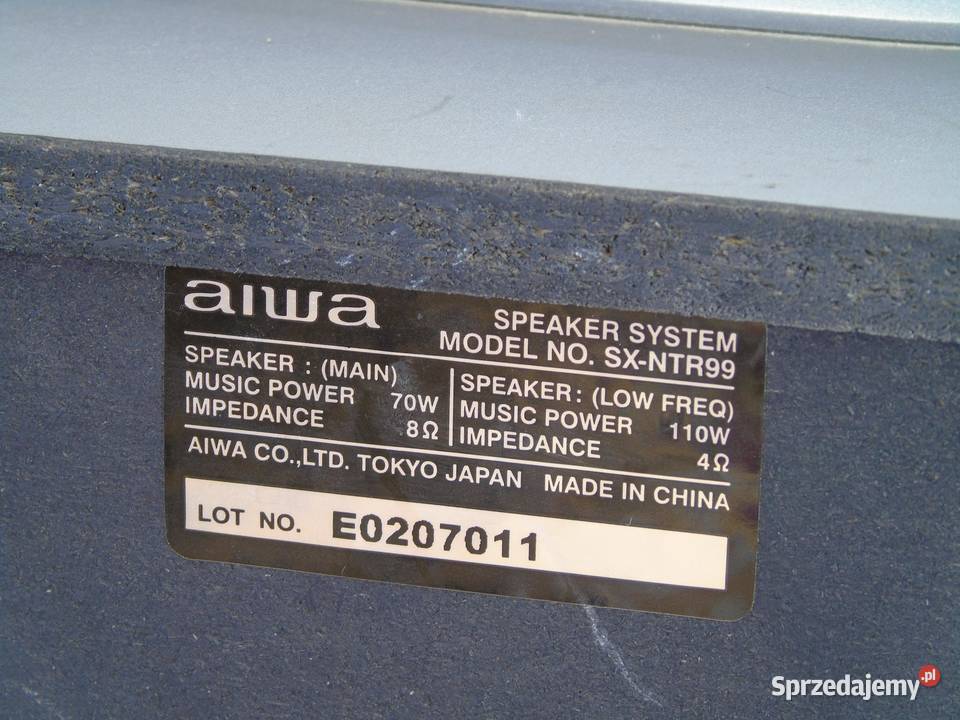 aiwa
SPEAKER SYSTEM
MODEL NO. SX-NTR99
SPEAKER : (MAIN)
MUSIC POWER 70W
IMPEDANCE 8Ω
SPEAKER : (LOW FREQ)
MUSIC POWER 110W
IMPEDANCE 4Ω
AIWA CO.,LTD. TOKYO JAPAN MADE IN CHINA
LOT NO. E0207011
Sprzedajemy.pl